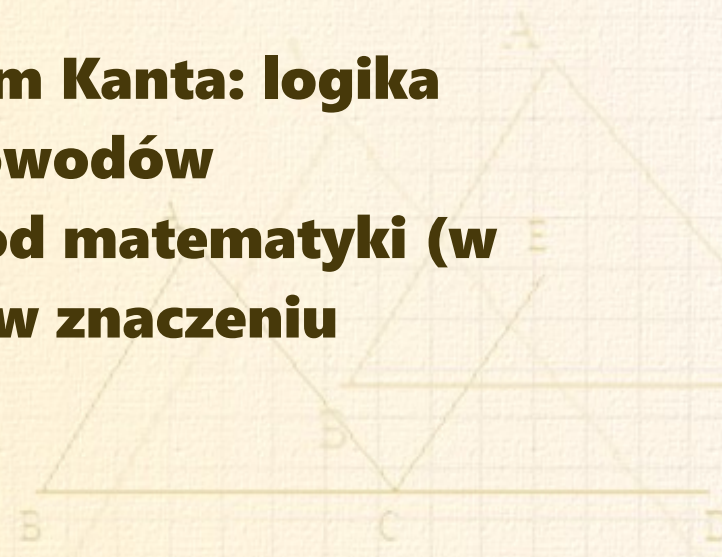 m Kanta: logika
owodów
od matematyki (w
w znaczeniu
A
E
B
B
C
D